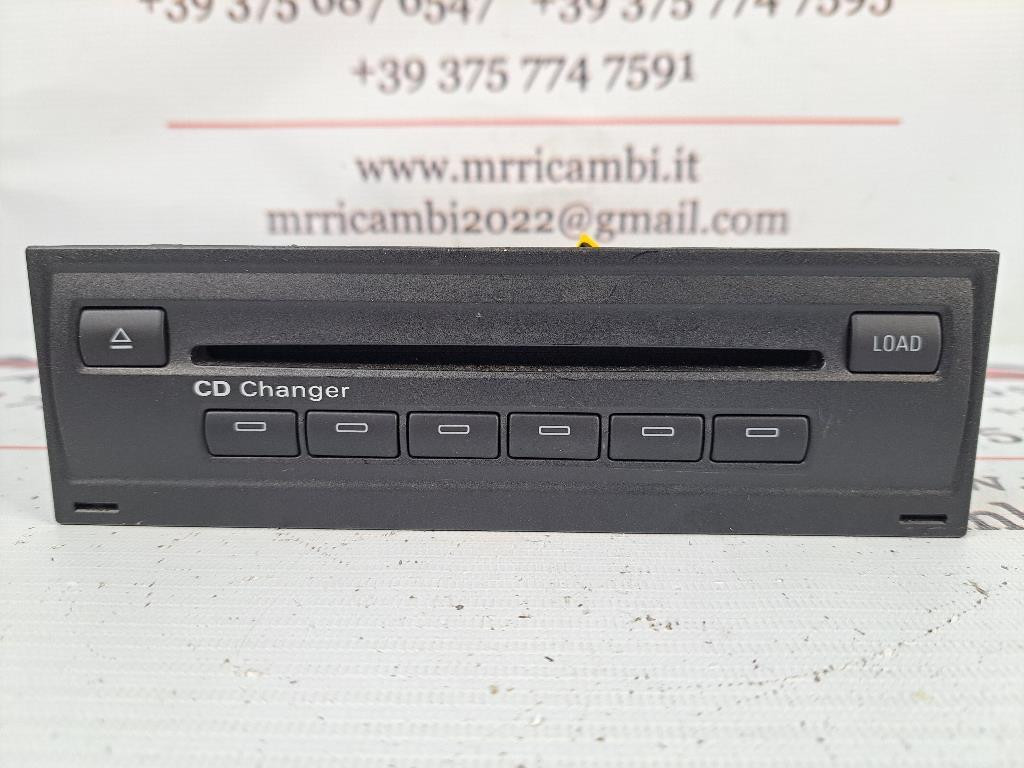 +39 375 774 7591
www.mrricambi.it
mrricambi2022@gmail.com
LOAD
CD Changer